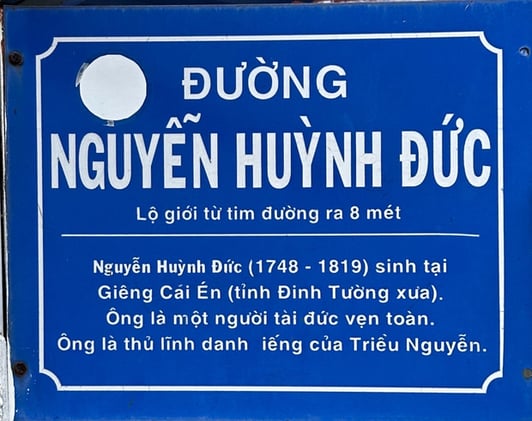 ĐƯỜNG
NGUYỄN HUỲNH ĐỨC
Lộ giới từ tim đường ra 8 mét
Nguyễn Huỳnh Đức (1748 - 1819) sinh tại
Giêng Cái Én (tỉnh Đinh Tường xưa).
Ông là một người tài đức vẹn toàn.
Ông là thủ lĩnh danh iếng của Triều Nguyễn.